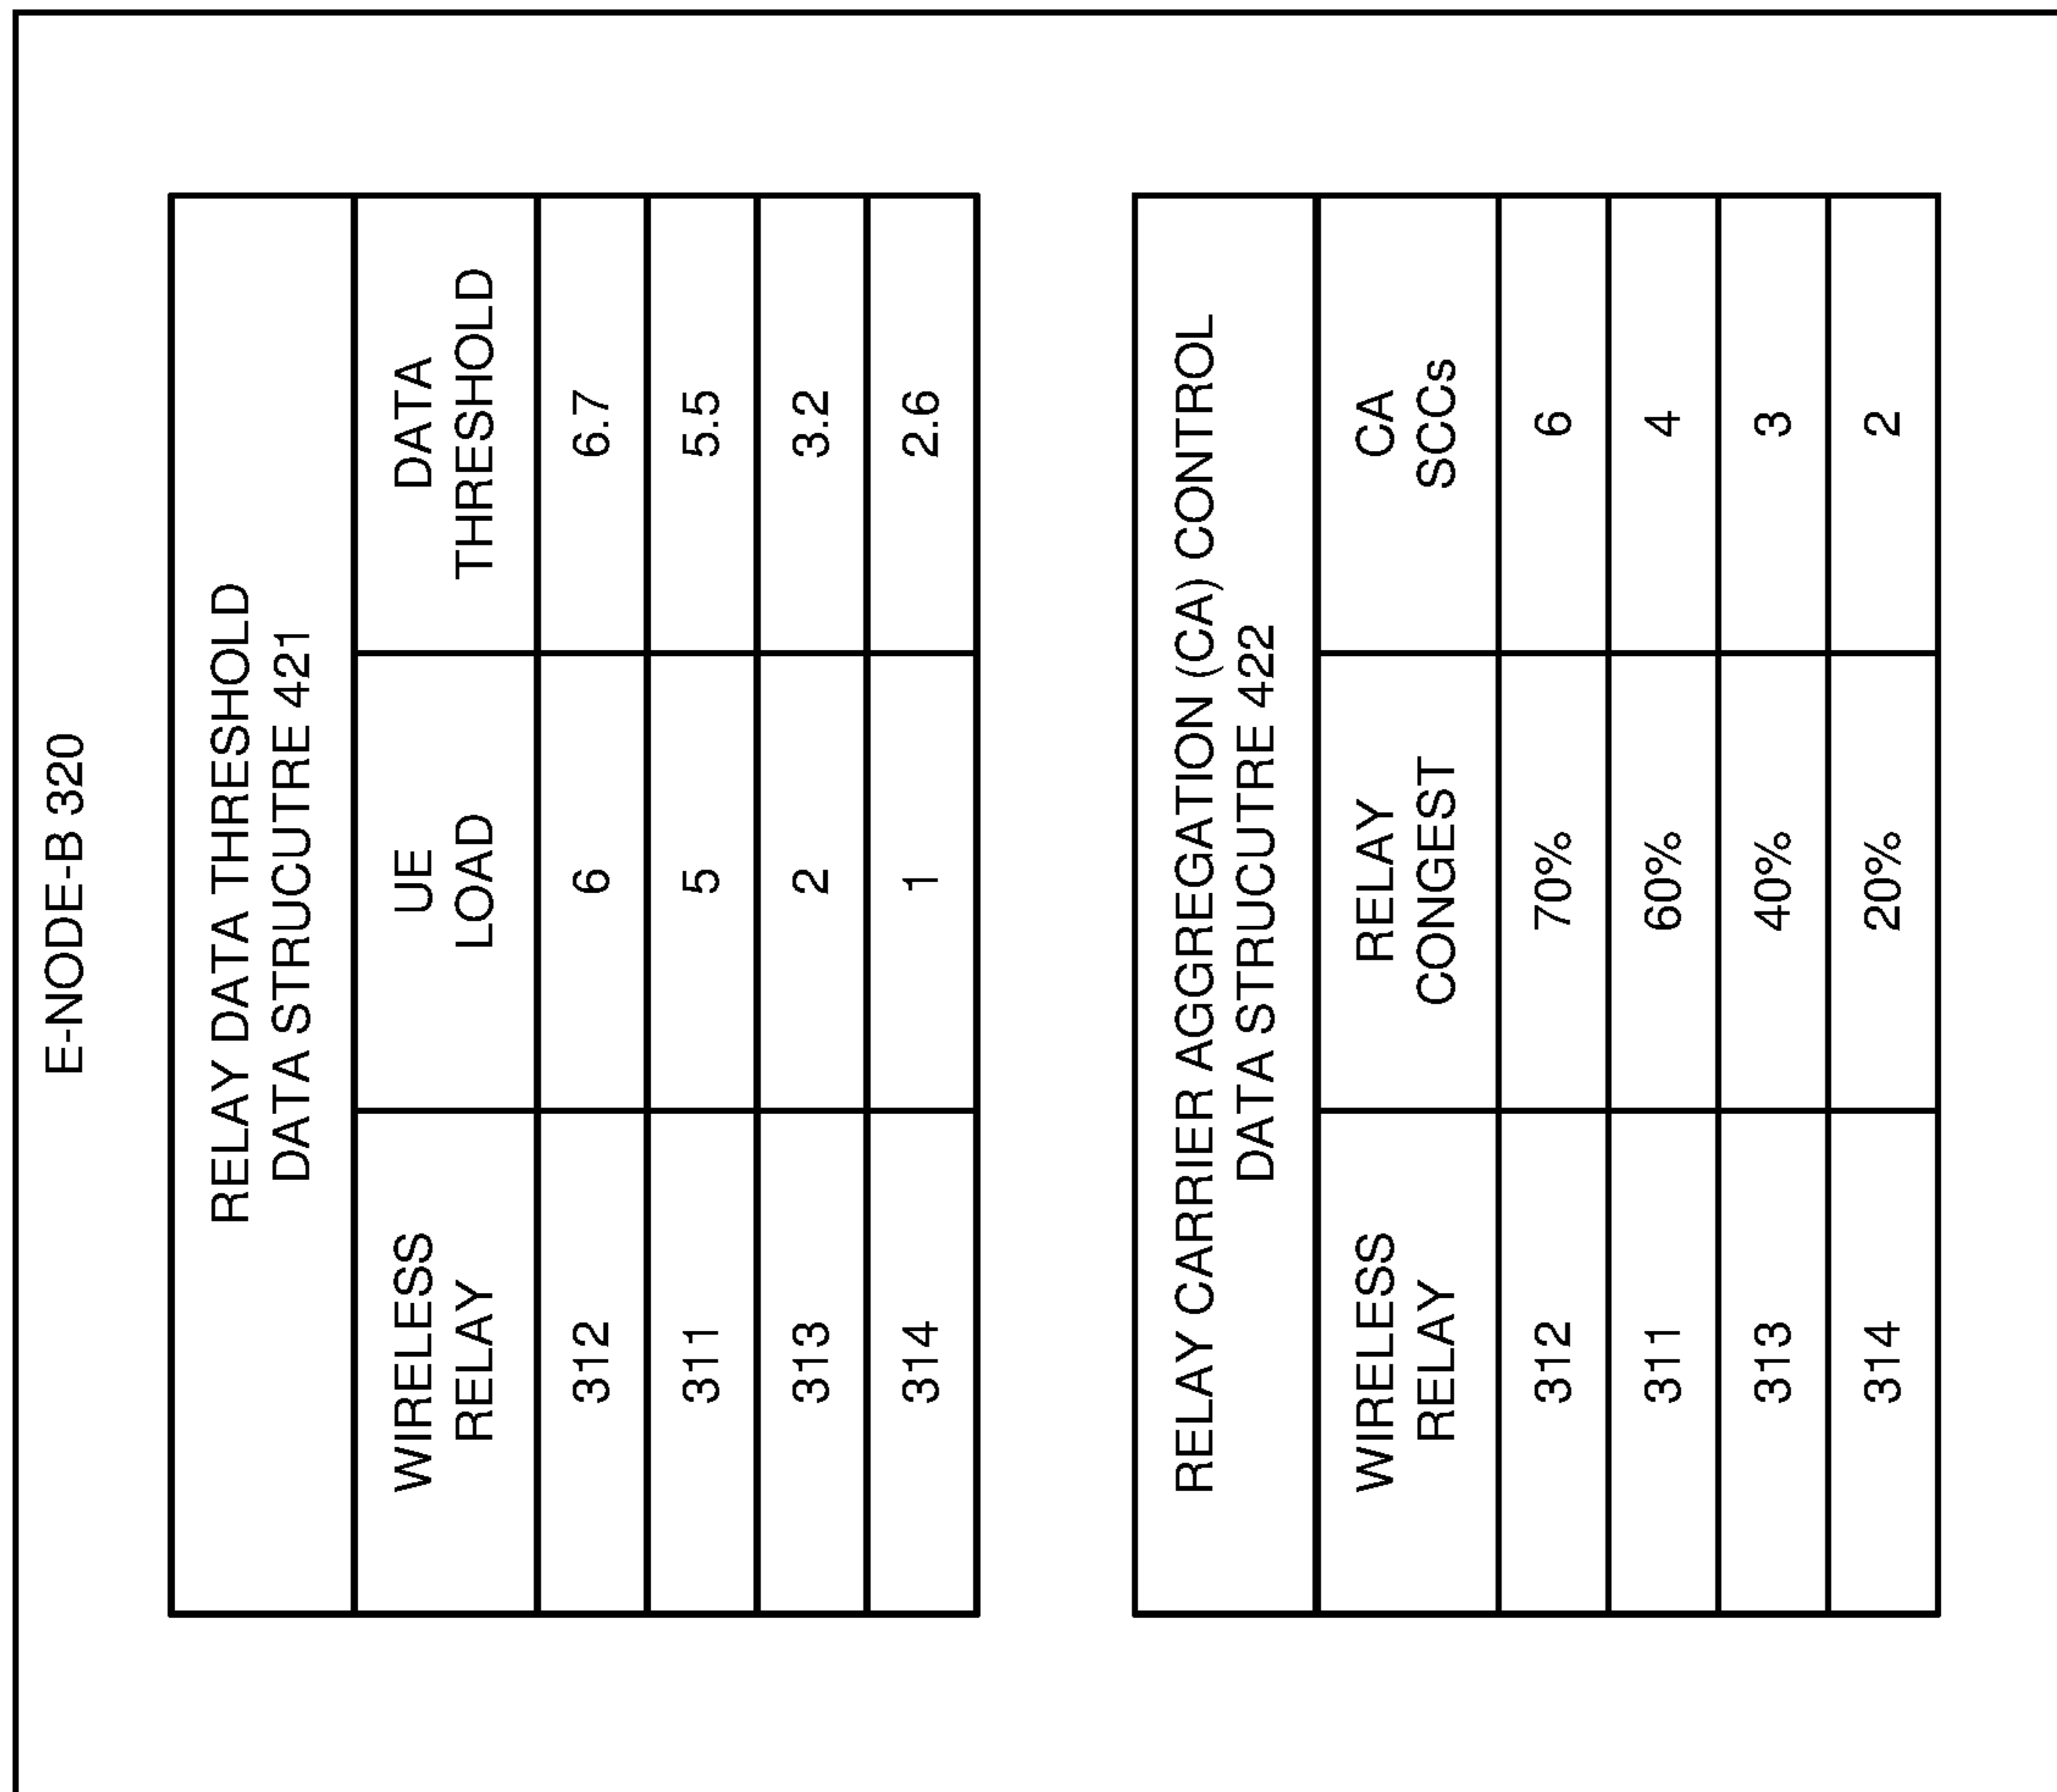 E-NODE-B 320
RELAY DATA THRESHOLD
DATA STRUCUTRE 421
WIRELESS RELAY UE LOAD DATA THRESHOLD
312 6 6.7
311 5 5.5
313 2 3.2
314 1 2.6
RELAY CARRIER AGGREGATION (CA) CONTROL
DATA STRUCUTRE 422
WIRELESS RELAY RELAY CONGEST CA SCCs
312 70% 6
311 60% 4
313 40% 3
314 20% 2